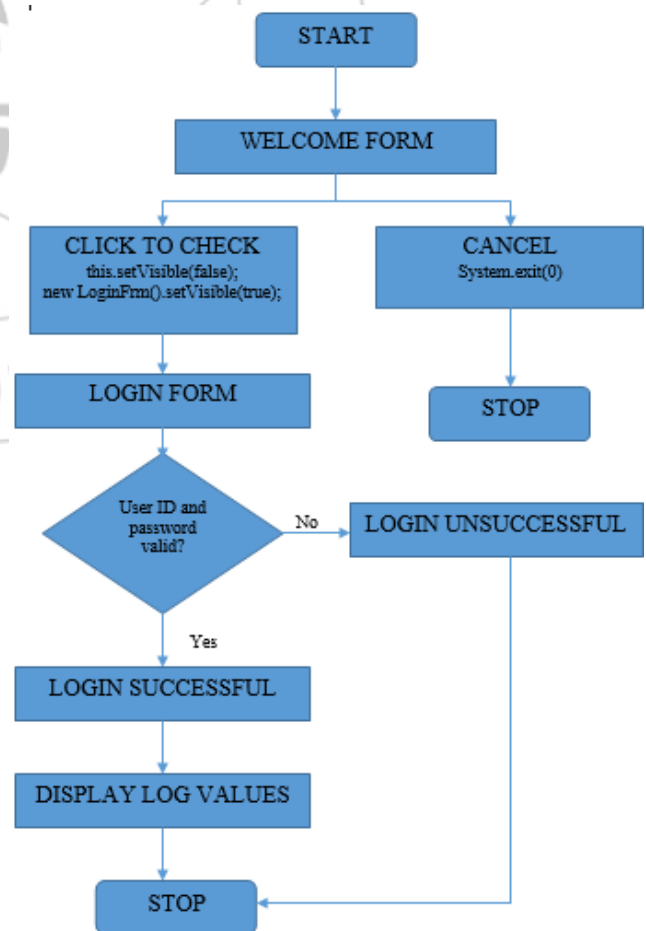 START
WELCOME FORM
CLICK TO CHECK
this.setVisible(false);
new LoginFrm().setVisible(true);
CANCEL
System.exit(0)
LOGIN FORM
STOP
User ID and
password
valid?
No
LOGIN UNSUCCESSFUL
Yes
LOGIN SUCCESSFUL
DISPLAY LOG VALUES
STOP